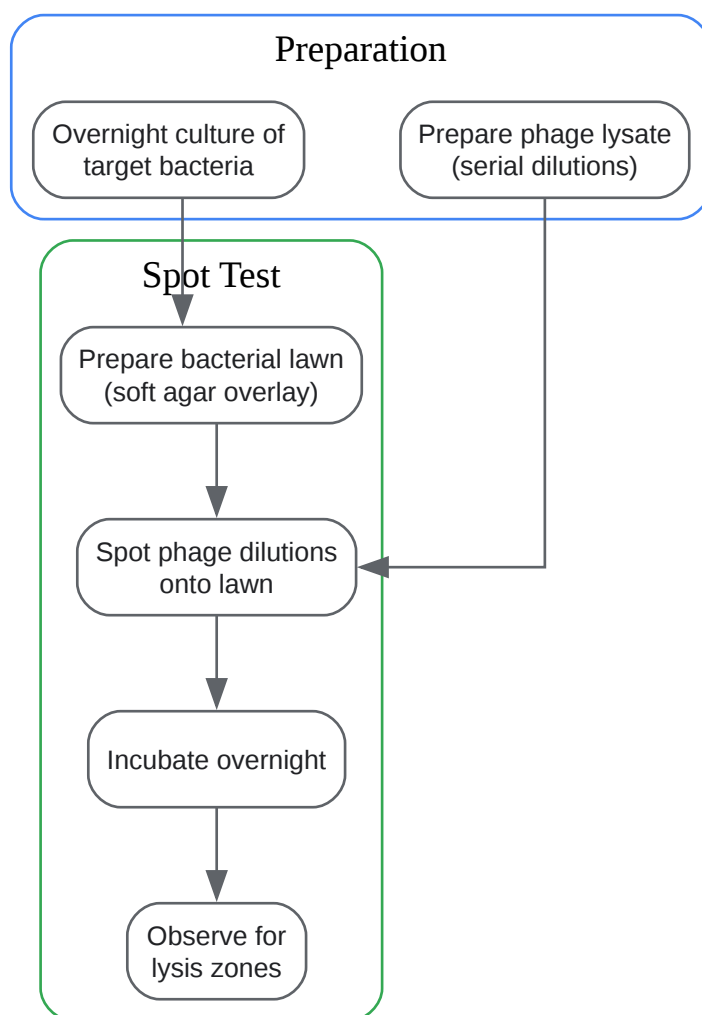 Preparation
Overnight culture of
target bacteria
Prepare phage lysate
(serial dilutions)
Spot Test
Prepare bacterial lawn
(soft agar overlay)
Spot phage dilutions
onto lawn
Incubate overnight
Observe for
lysis zones